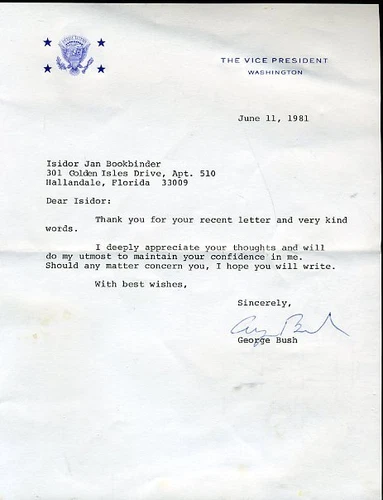 THE VICE PRESIDENT
WASHINGTON
June 11, 1981
Isidor Jan Bookbinder
301 Golden Isles Drive, Apt. 510
Hallandale, Florida 33009
Dear Isidor:
Thank you for your recent letter and very kind
words.
I deeply appreciate your thoughts and will
do my utmost to maintain your confidence in me.
Should any matter concern you, I hope you will write.
With best wishes,
Sincerely,
George Bush
George Bush